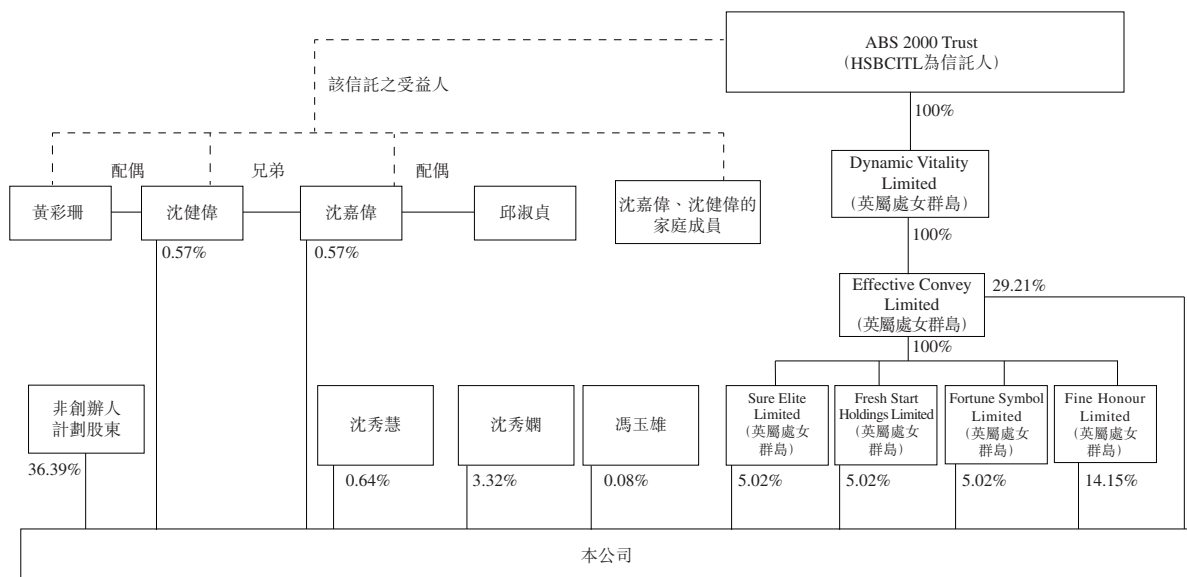 ABS 2000 Trust
（HSBCITL為信託人）
該信託之受益人
100%
配偶
兄弟
配偶
Dynamic Vitality
Limited
（英屬處女群島）
黃彩珊
沈健偉
沈嘉偉
邱淑貞
沈嘉偉、沈健偉的
家庭成員
100%
0.57%
0.57%
Effective Convey
Limited
（英屬處女群島）
29.21%
100%
非創辦人
計劃股東
沈秀慧
沈秀嫻
馮玉雄
Sure Elite
Limited
（英屬處女
群島）
Fresh Start
Holdings Limited
（英屬處女
群島）
Fortune Symbol
Limited
（英屬處女
群島）
Fine Honour
Limited
（英屬處女
群島）
36.39%
0.64%
3.32%
0.08%
5.02%
5.02%
5.02%
14.15%
本公司